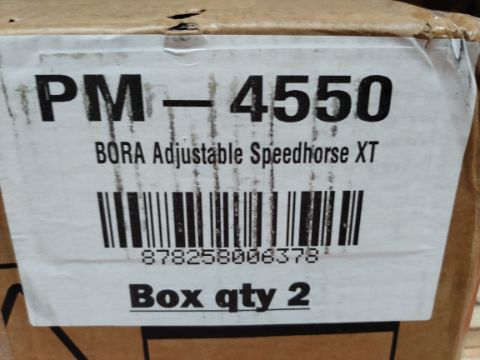 PM - 4550
BORA Adjustable Speedhorse XT
878258006378
Box qty 2